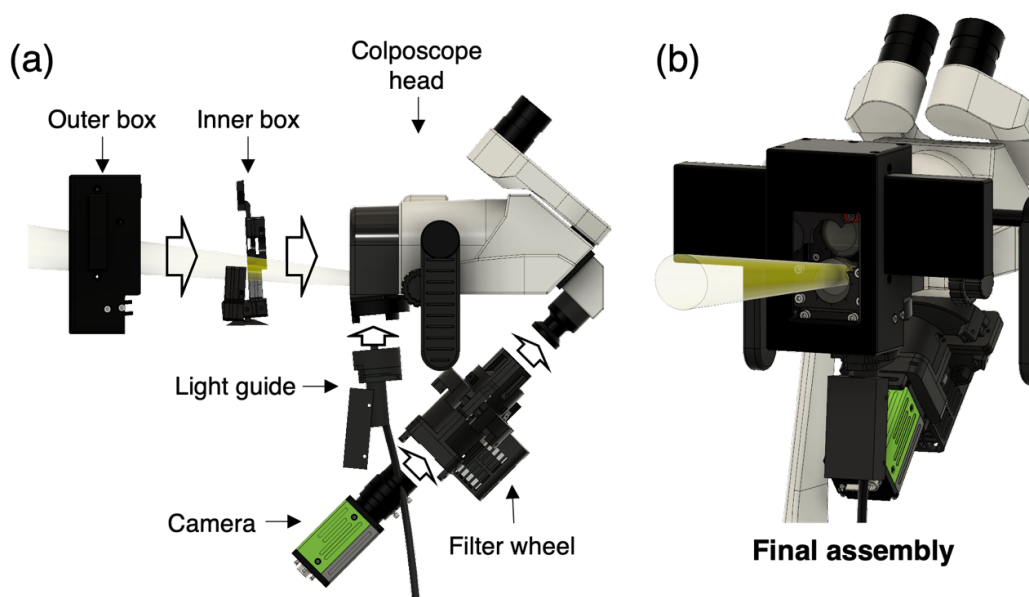 (a)
Colposcope
head
(b)
Outer box
Inner box
Light guide
Camera
Filter wheel
Final assembly